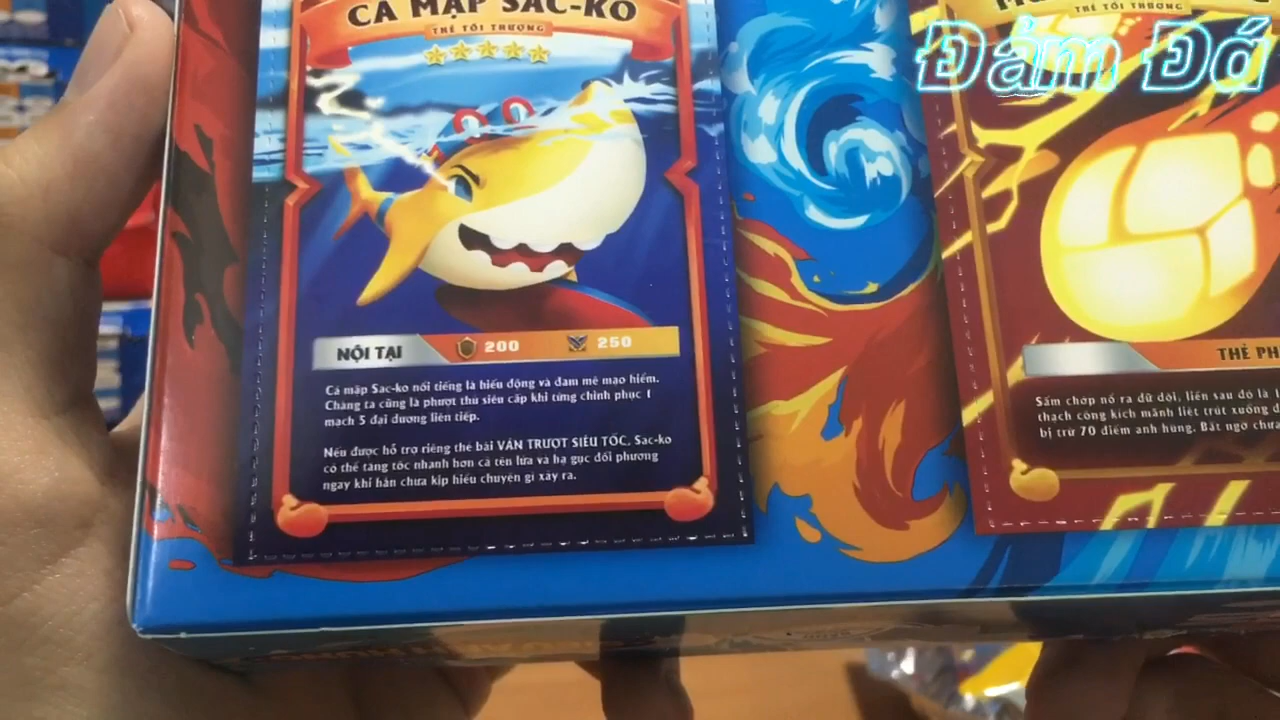 CÁ MẬP SẮC-KO
THẺ TỐI THƯỢNG
NỘI TẠI
200
250
Cá mập Sac-ko nổi tiếng là hiếu động và đam mê mạo hiểm.
Chàng ta cũng là phượt thủ siêu cấp khi từng chinh phục 1
mạch 5 đại dương liên tiếp.
Nếu được hỗ trợ riêng thẻ bài VÁN TRƯỢT SIÊU TỐC, Sac-ko
có thể tăng tốc nhanh hơn cả tên lửa và hạ gục đối phương
ngay khi hắn chưa kịp hiểu chuyện gì xảy ra.
Đảm Đá
THẺ TỐI THƯỢNG
THẺ PH
Sấm chớp nổ ra dữ dội, liền sau đó là
thạch công kích mãnh liệt trút xuống
bị trừ 70 điểm anh hùng. Bất ngờ chưa